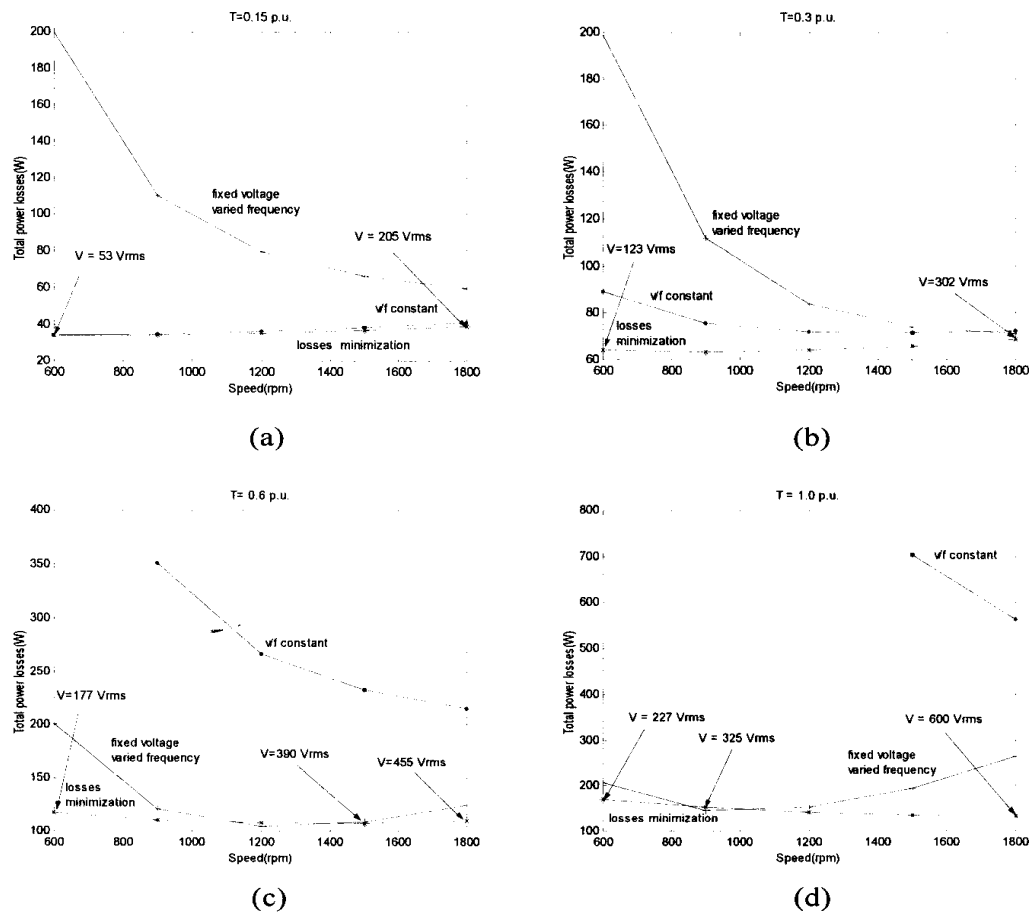 T=0.15 p.u.
200
180
160
140
120
100
80
60
40
20
Total power losses(W)
fixed voltage
varied frequency
V = 205 Vrms
V = 53 Vrms
v/f constant
losses minimization
600
800
1000
1200
1400
1600
1800
Speed(rpm)
(a)
T=0.3 p.u.
200
180
160
140
120
100
80
60
Total power losses(W)
fixed voltage
varied frequency
V=123 Vrms
V=302 Vrms
v/f constant
losses
minimization
600
800
1000
1200
1400
1600
1800
Speed(rpm)
(b)
T= 0.6 p.u.
400
350
300
250
200
150
100
Total power losses(W)
v/f constant
V=177 Vrms
fixed voltage
varied frequency
V=390 Vrms
V=455 Vrms
losses
minimization
600
800
1000
1200
1400
1600
1800
Speed(rpm)
(c)
T = 1.0 p.u.
800
700
600
500
400
300
200
100
Total power losses(W)
v/f constant
V = 227 Vrms
V = 325 Vrms
V = 600 Vrms
fixed voltage
varied frequency
losses minimization
600
800
1000
1200
1400
1600
1800
Speed(rpm)
(d)